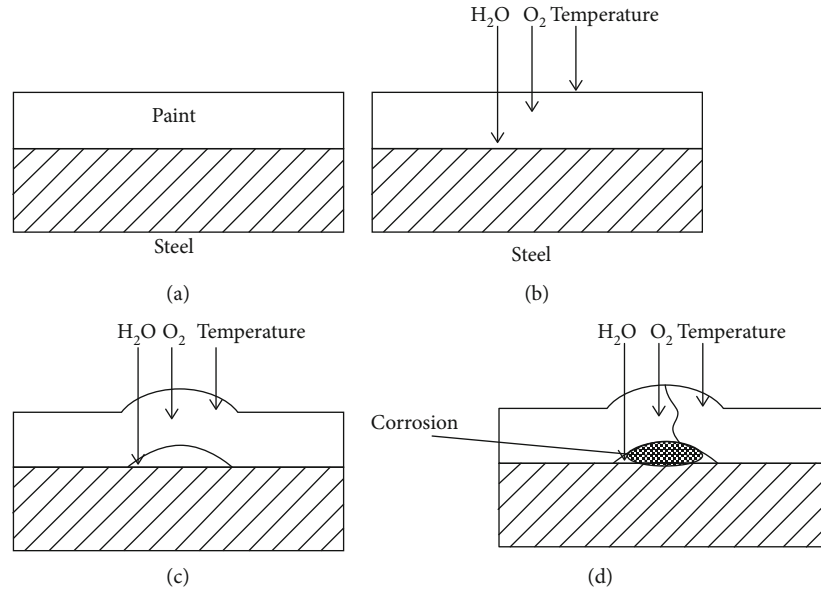 H₂O O₂ Temperature
Paint
Steel
Steel
(a)
(b)
H₂O O₂ Temperature
H₂O O₂ Temperature
Corrosion
(c)
(d)